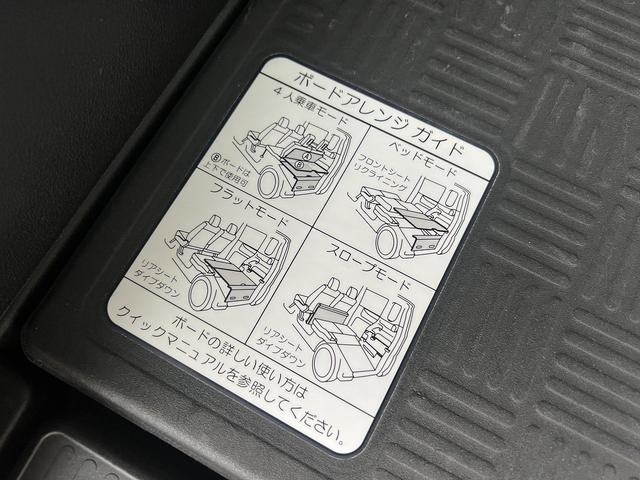 ボードアレンジ ガイド
４人乗車モード
Ⓐ
Ⓑ
Ⓑボードは
上下で使用可
ベッドモード
フロントシート
リクライニング
フラットモード
リアシート
ダイブダウン
スロープモード
リアシート
ダイブダウン
ボードの詳しい使い方は
クイックマニュアルを参照してください。